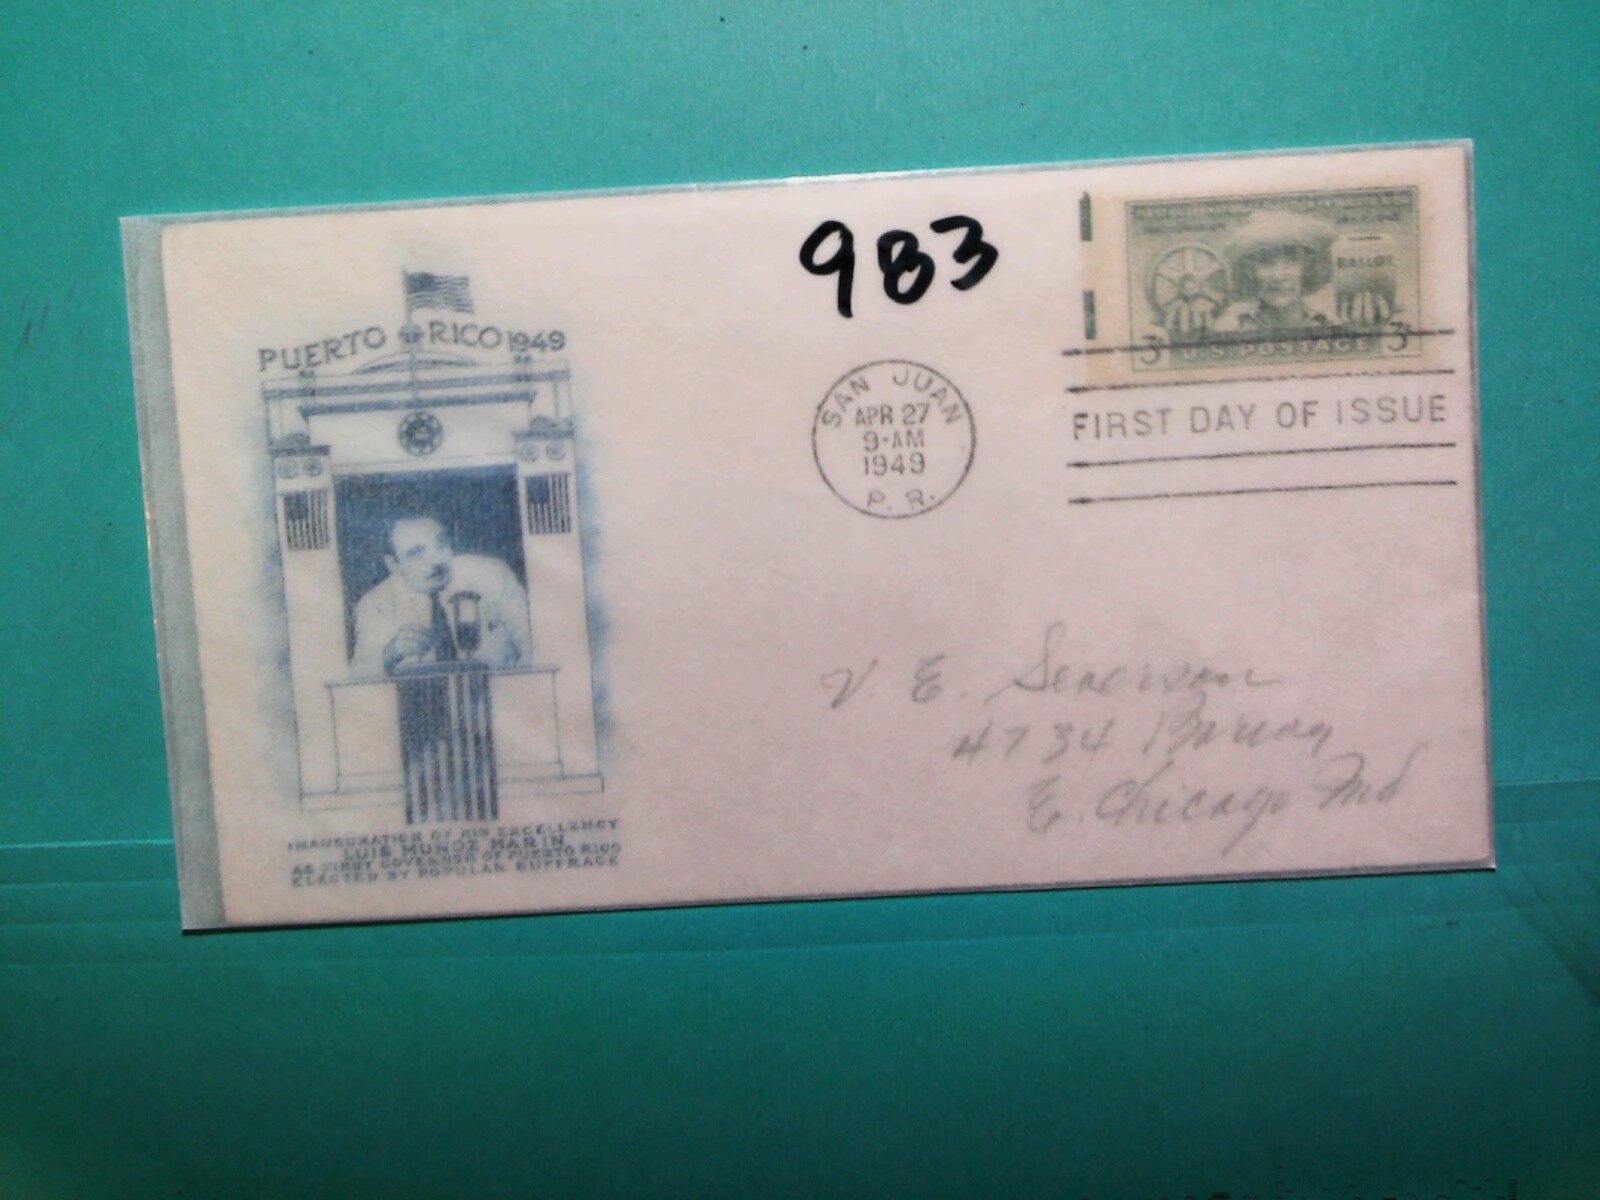 983
BALLOT
3¢ U.S. POSTAGE 3¢
PUERTO RICO 1949
SAN JUAN
APR 27
9-AM
1949
P. R.
FIRST DAY OF ISSUE
V. E.
4734
E. Chicago Ind
INAUGURATION OF HIS EXCELLENCY
LUIS MUÑOZ MARIN
AS FIRST GOVERNOR OF PUERTO RICO
ELECTED BY POPULAR SUFFRAGE